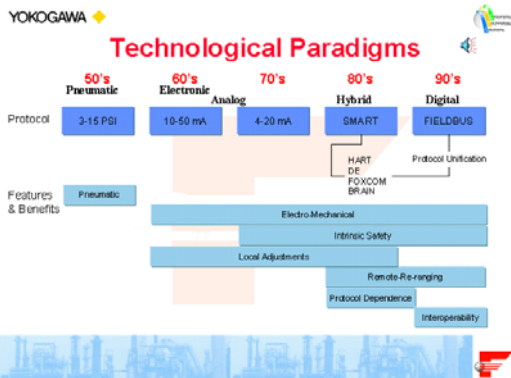 YOKOGAWA
Technological Paradigms
50's 60's 70's 80's 90's
Pneumatic Electronic
Analog Hybrid Digital
Protocol 3-15 PSI 10-50 mA 4-20 mA SMART FIELDBUS
HART
DE
FOXCOM
BRAIN
Protocol Unification
Features
& Benefits
Pneumatic
Electro-Mechanical
Intrinsic Safety
Local Adjustments
Remote-Re-ranging
Protocol Dependence
Interoperability